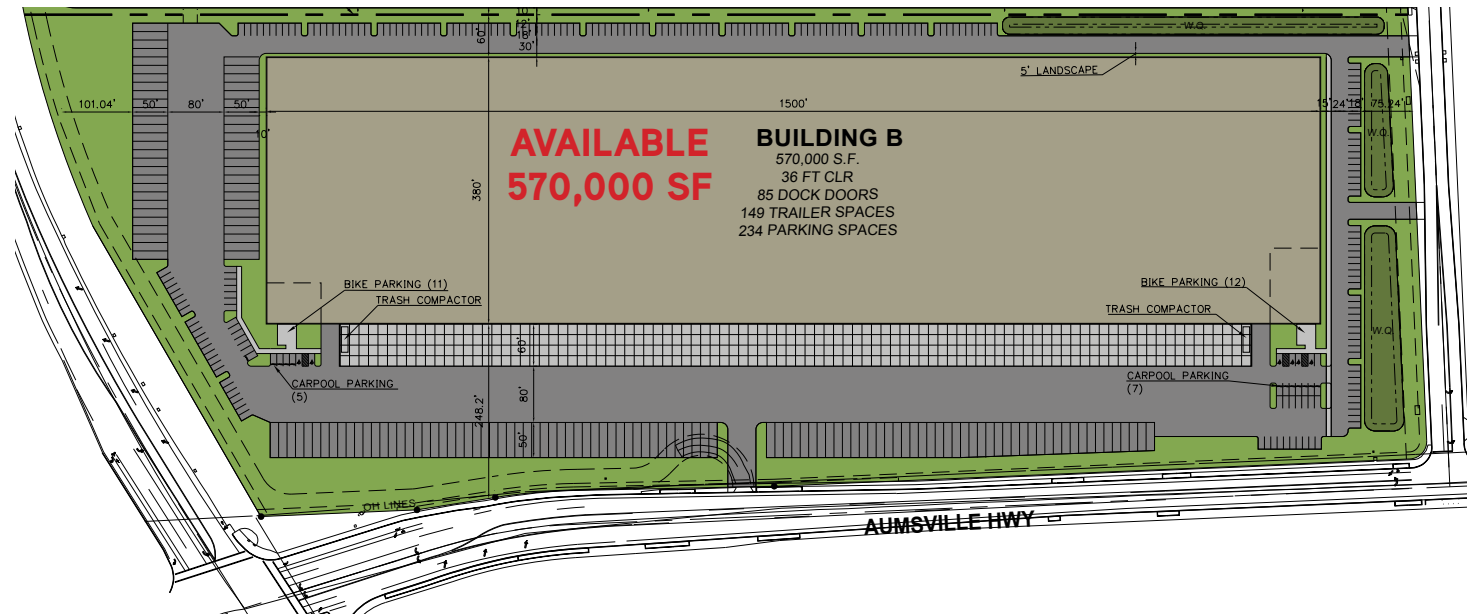 10'
12'
18'
30'
60'
W.Q.
5' LANDSCAPE
101.04'
50'
80'
50'
10'
1500'
15'
24'
18'
75.24'
W.Q.
AVAILABLE
570,000 SF
BUILDING B
570,000 S.F.
36 FT CLR
85 DOCK DOORS
149 TRAILER SPACES
234 PARKING SPACES
380'
BIKE PARKING (11)
TRASH COMPACTOR
BIKE PARKING (12)
TRASH COMPACTOR
W.Q.
60'
CARPOOL PARKING
(5)
CARPOOL PARKING
(7)
80'
248.2'
50'
OH LINES
AUMSVILLE HWY